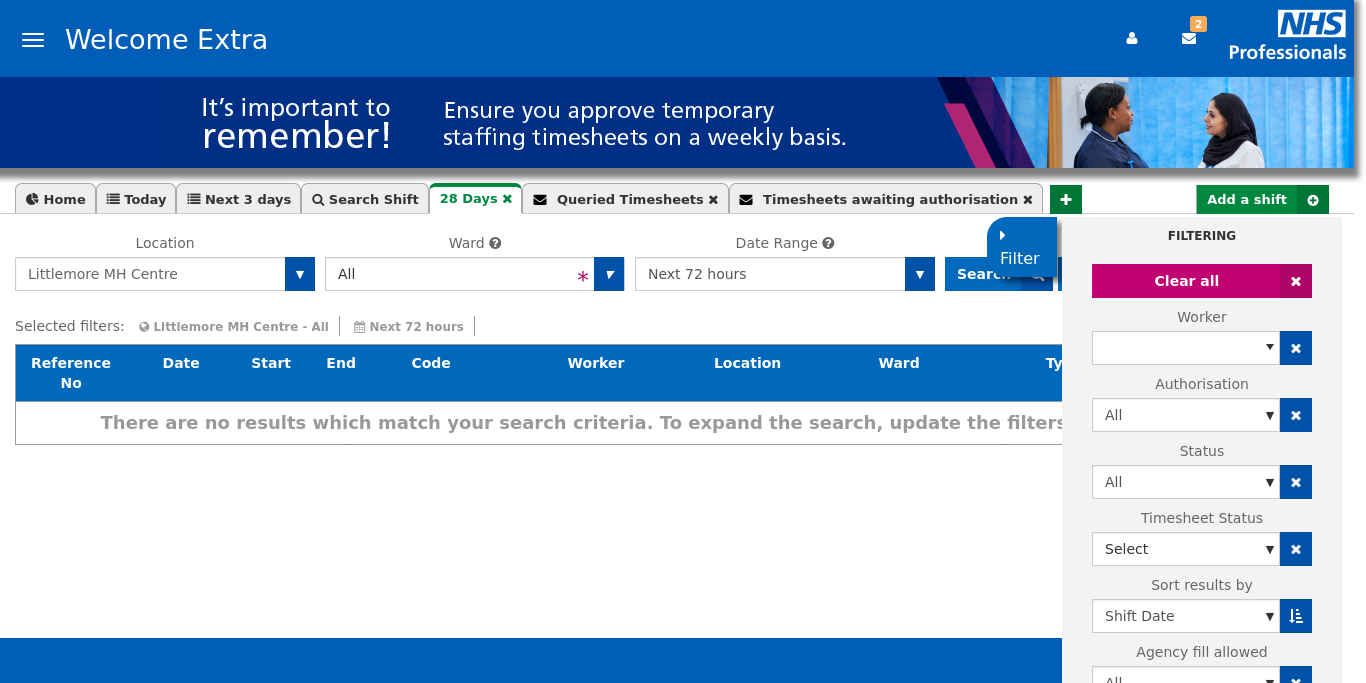 Welcome Extra
2
NHS
Professionals
It's important to
remember!
Ensure you approve temporary
staffing timesheets on a weekly basis.
Home
Today
Next 3 days
Search Shift
28 Days
Queried Timesheets
Timesheets awaiting authorisation
Add a shift
Location
Ward
Date Range
Littlemore MH Centre
All
*
Next 72 hours
Search
Filter
Selected filters:
Littlemore MH Centre - All
Next 72 hours
Reference
No
Date
Start
End
Code
Worker
Location
Ward
Ty
There are no results which match your search criteria. To expand the search, update the filters
FILTERING
Clear all
Worker
Authorisation
All
Status
All
Timesheet Status
Select
Sort results by
Shift Date
Agency fill allowed
All